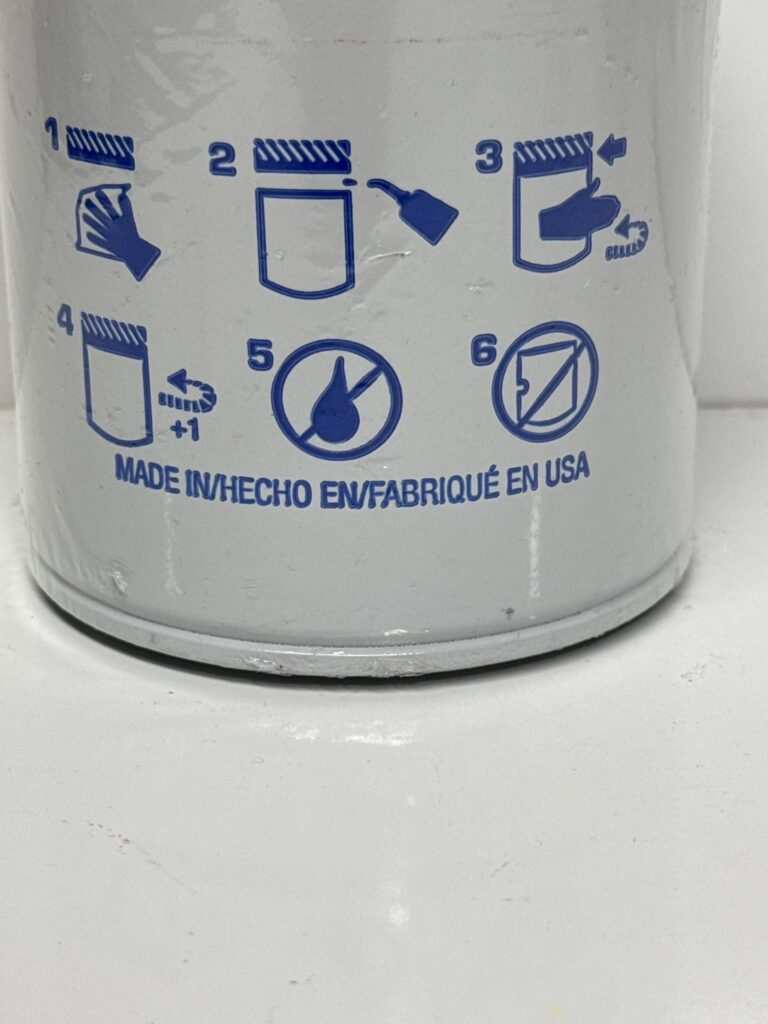 1 2 3
4 +1 5 6
MADE IN/HECHO EN/FABRIQUÉ EN USA